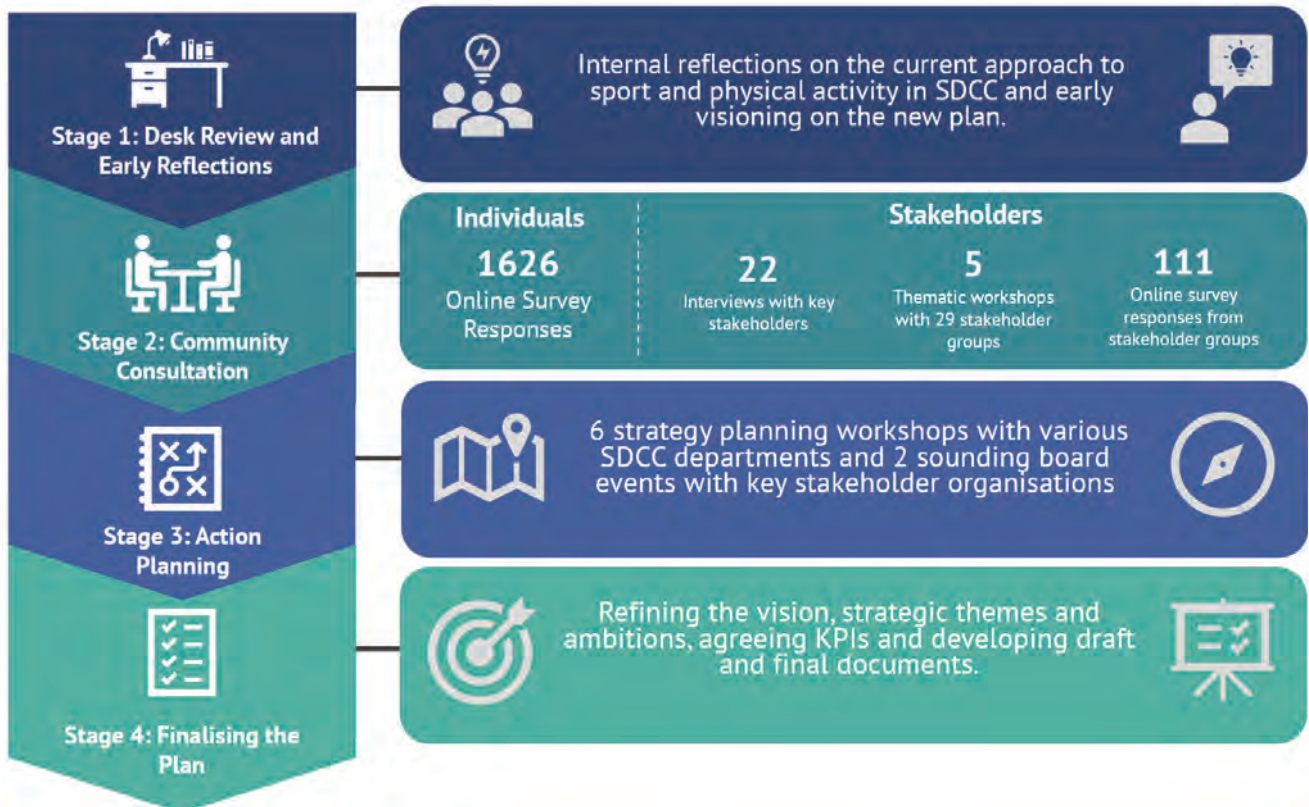 Stage 1: Desk Review and
Early Reflections
Internal reflections on the current approach to
sport and physical activity in SDCC and early
visioning on the new plan.
Stage 2: Community
Consultation
Individuals
1626
Online Survey
Responses
Stakeholders
22
Interviews with key
stakeholders
5
Thematic workshops
with 29 stakeholder
groups
111
Online survey
responses from
stakeholder groups
Stage 3: Action
Planning
6 strategy planning workshops with various
SDCC departments and 2 sounding board
events with key stakeholder organisations
Stage 4: Finalising the
Plan
Refining the vision, strategic themes and
ambitions, agreeing KPIs and developing draft
and final documents.